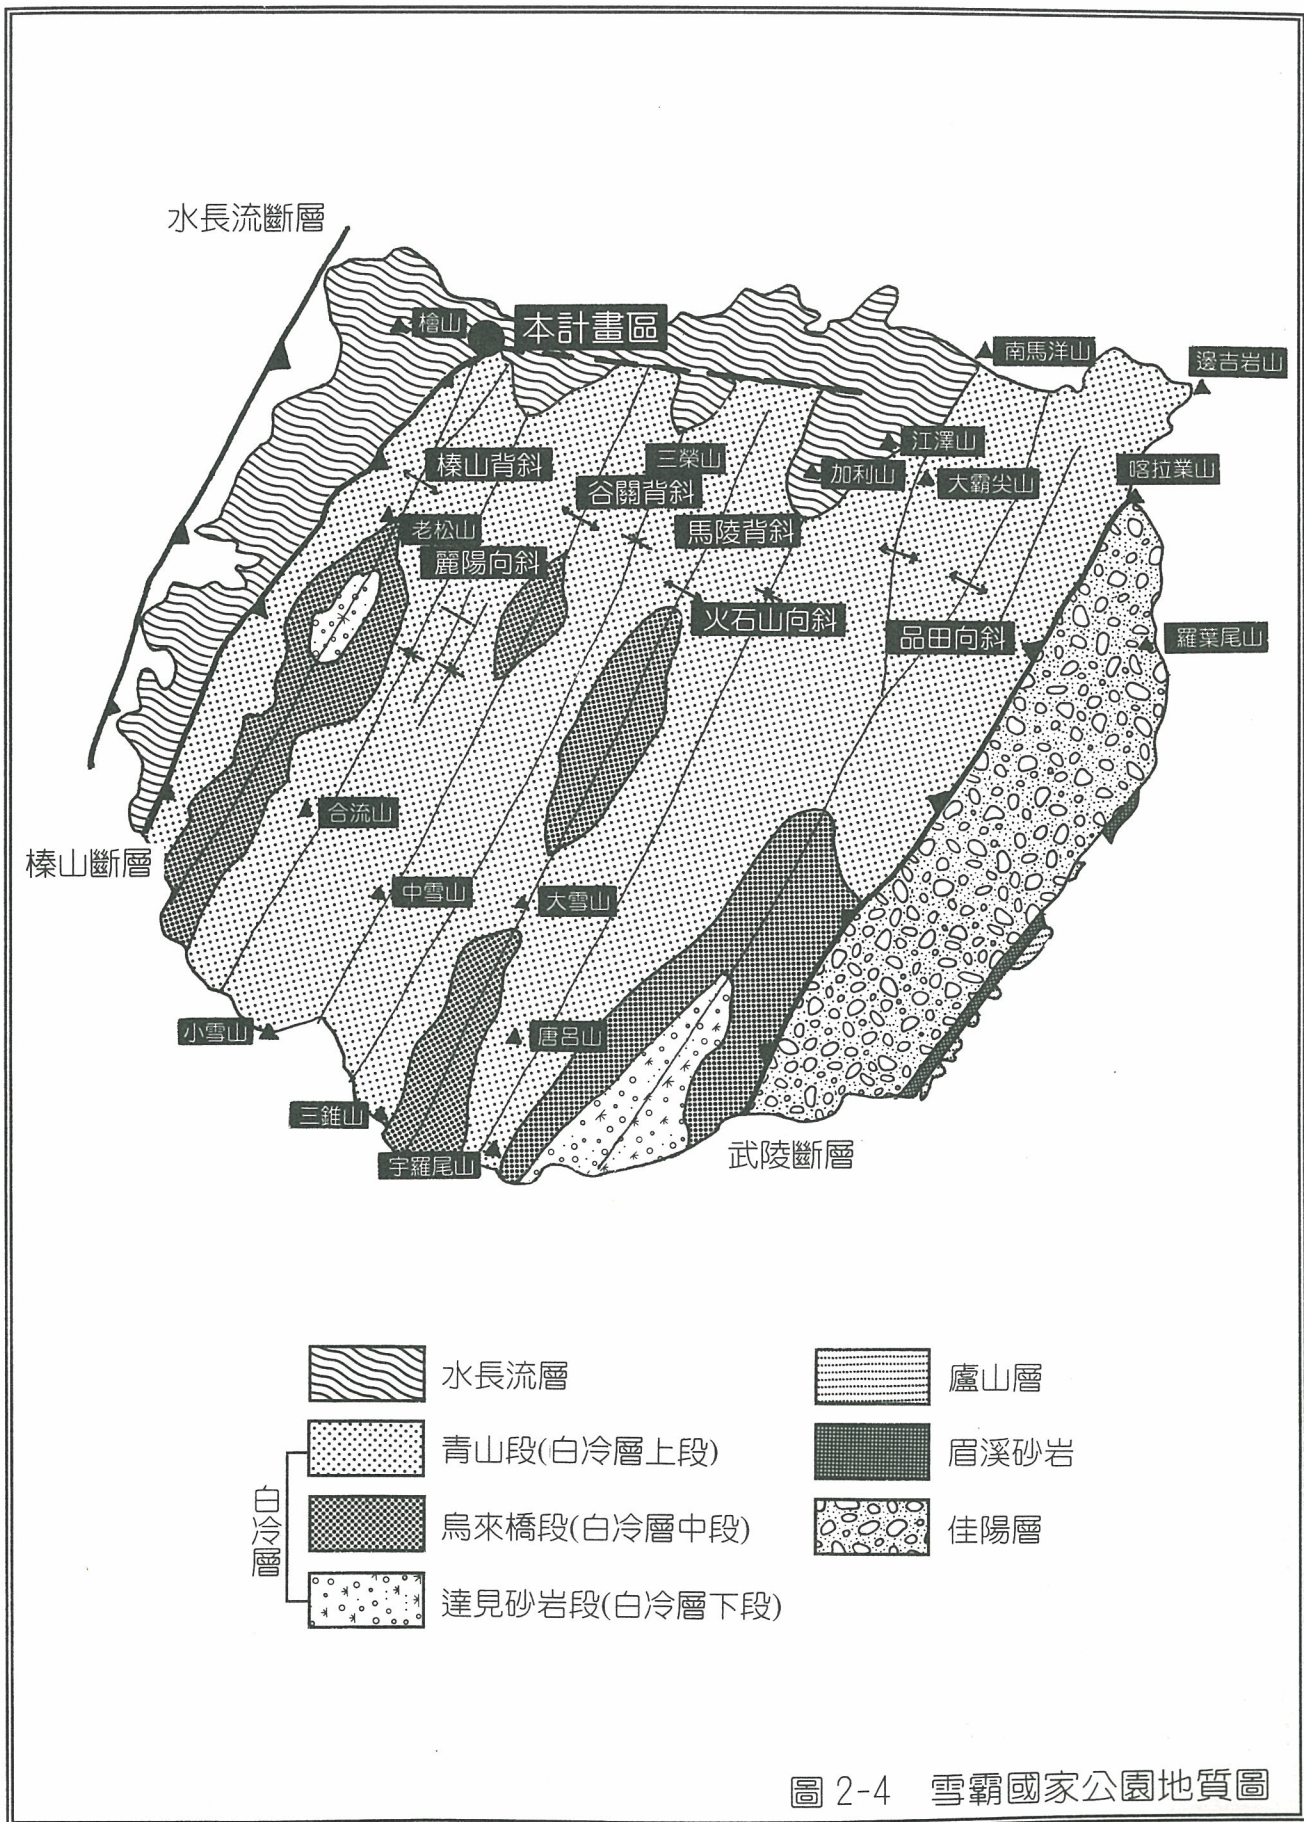 水長流斷層
檜山
本計畫區
南馬洋山
邊吉岩山
榛山背斜
三榮山
江澤山
谷關背斜
加利山
大霸尖山
喀拉業山
老松山
馬陵背斜
麗陽向斜
火石山向斜
品田向斜
羅葉尾山
合流山
榛山斷層
中雪山
大雪山
小雪山
唐呂山
三錐山
宇羅尾山
武陵斷層
水長流層
青山段(白冷層上段)
烏來橋段(白冷層中段)
達見砂岩段(白冷層下段)
白冷層
廬山層
眉溪砂岩
佳陽層
圖 2-4 雪霸國家公園地質圖